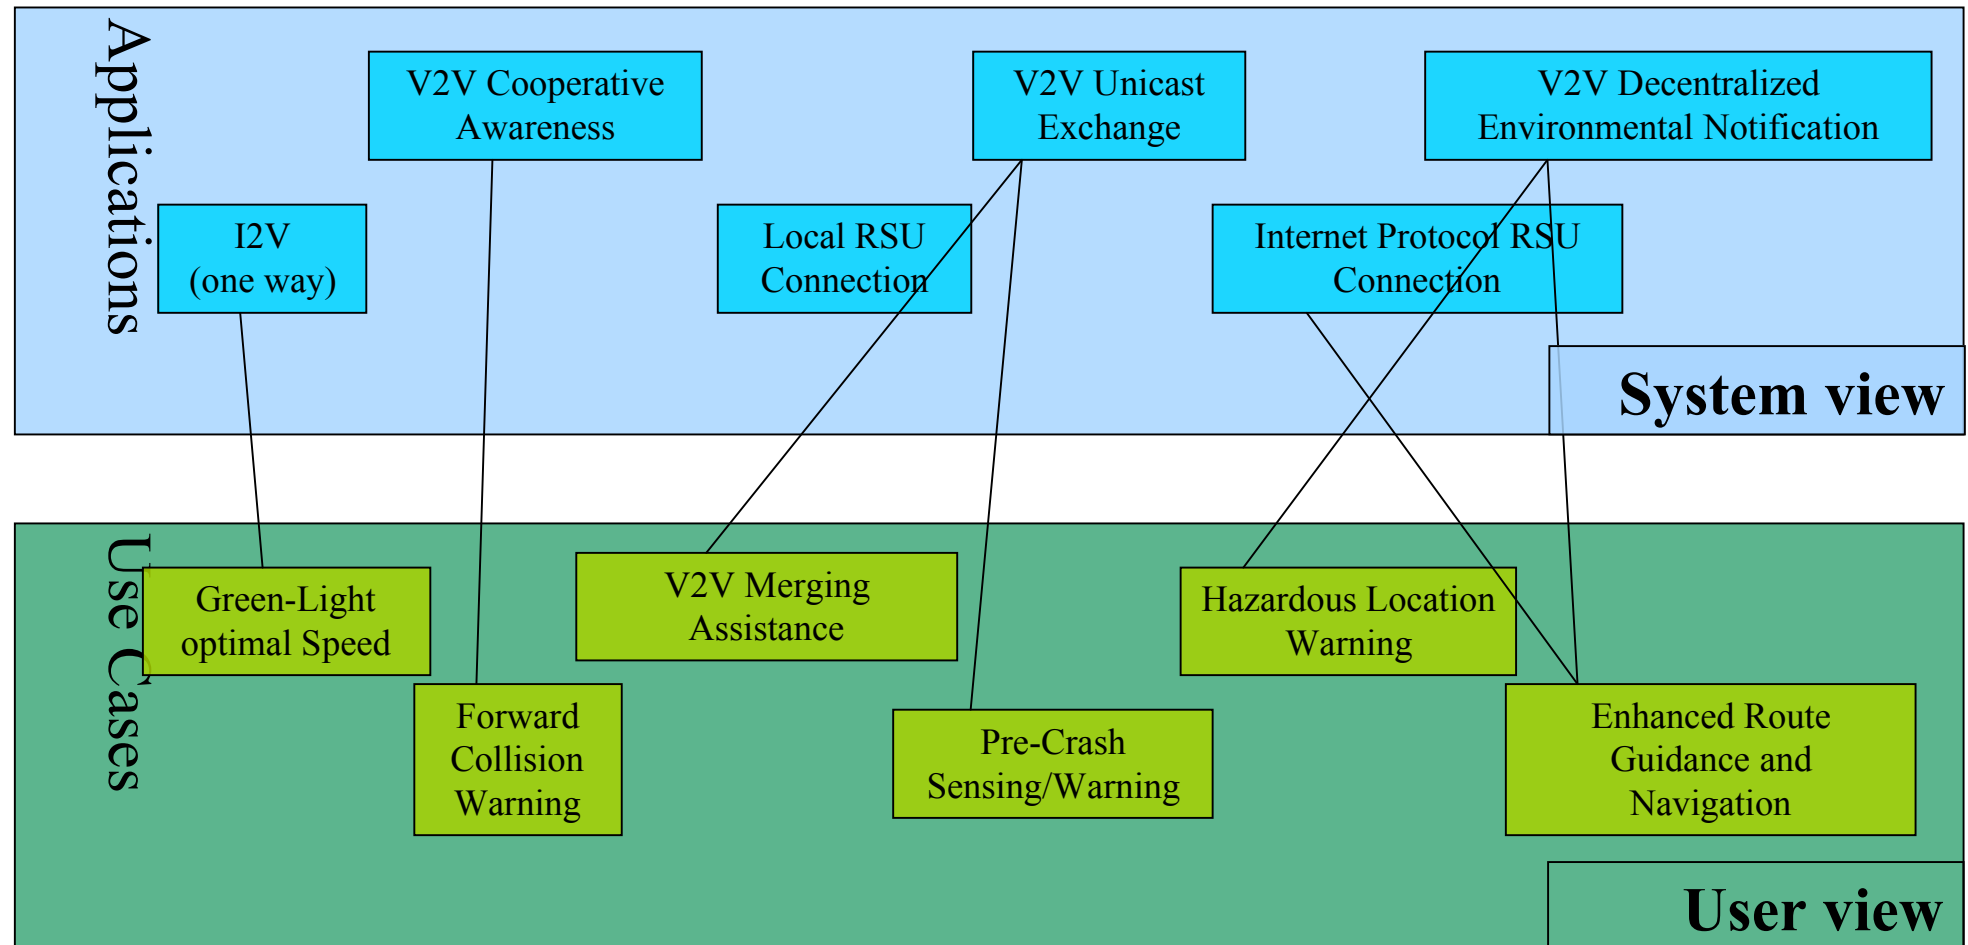 Applications
V2V Cooperative
Awareness
V2V Unicast
Exchange
V2V Decentralized
Environmental Notification
I2V
(one way)
Local RSU
Connection
Internet Protocol RSU
Connection
System view
Use Cases
Green-Light
optimal Speed
V2V Merging
Assistance
Hazardous Location
Warning
Forward
Collision
Warning
Pre-Crash
Sensing/Warning
Enhanced Route
Guidance and
Navigation
User view